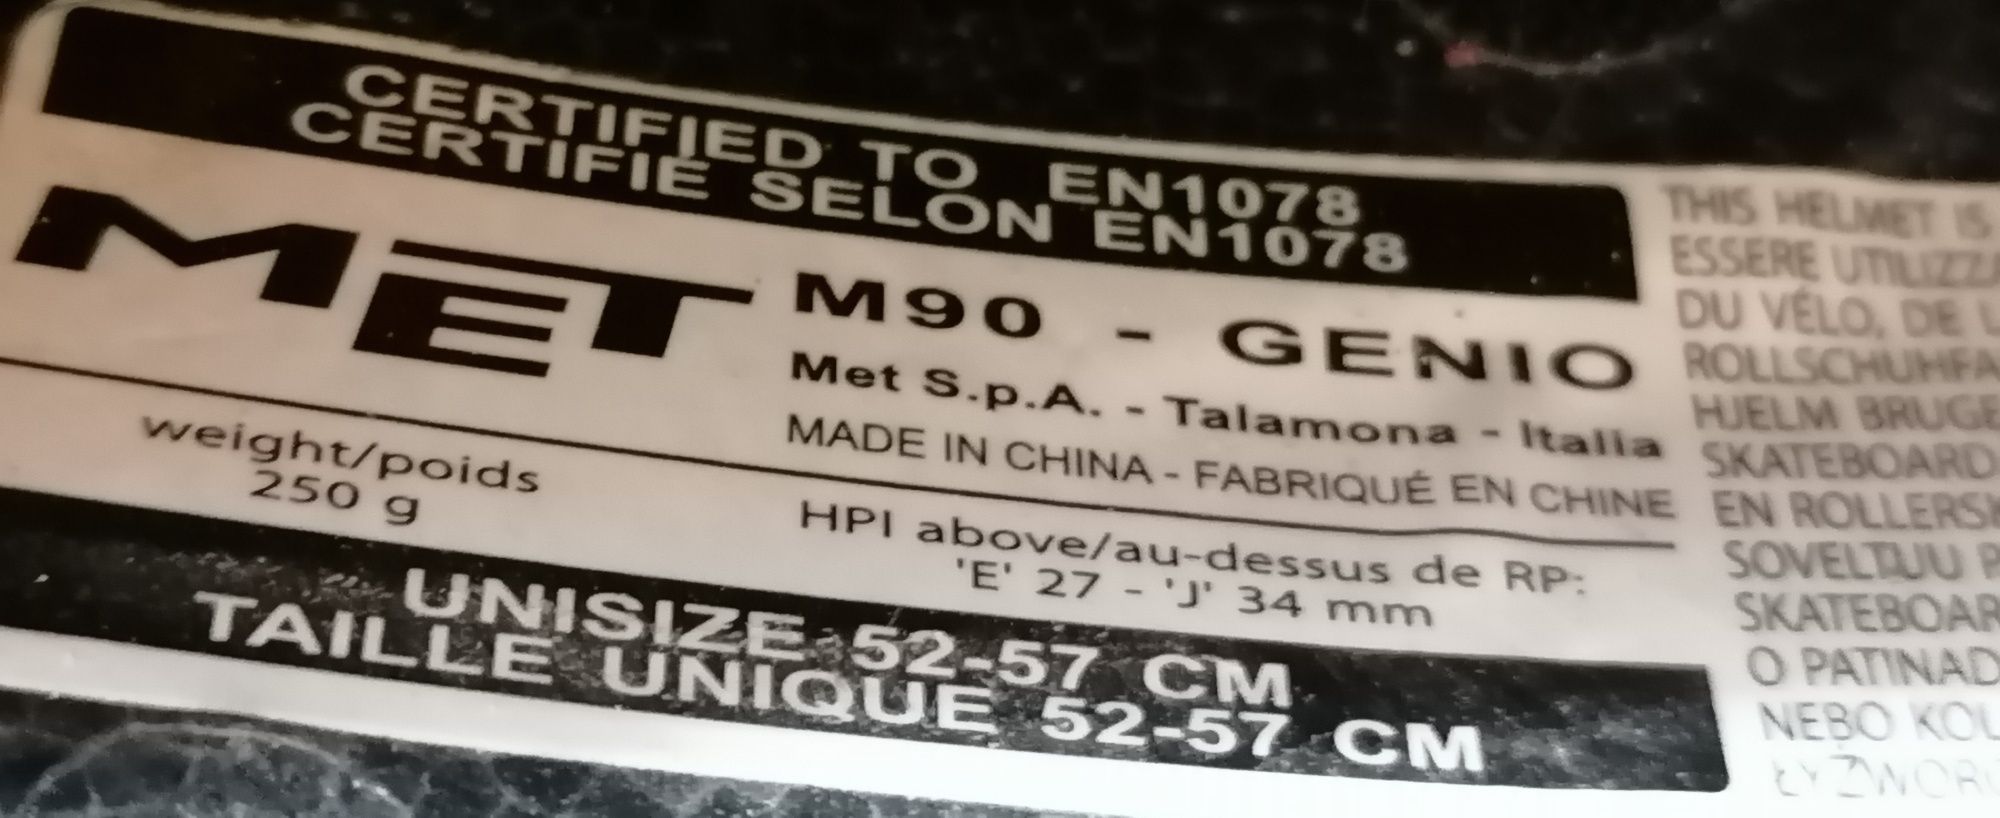 CERTIFIED TO EN1078
CERTIFIÉ SELON EN1078
MET
M90 - GENIO
Met S.p.A. - Talamona - Italia
MADE IN CHINA - FABRIQUÉ EN CHINE
weight/poids
250 g
HPI above/au-dessus de RP:
'E' 27 - 'J' 34 mm
UNISIZE 52-57 CM
TAILLE UNIQUE 52-57 CM
THIS HELMET IS
ESSERE UTILIZZA
DU VÉLO, DE L
ROLLSCHUHFA
HJELM BRUGE
SKATEBOARD
EN ROLLERSK
SOVELTUU P
SKATEBOAR
O PATINAD
NEBO KOL